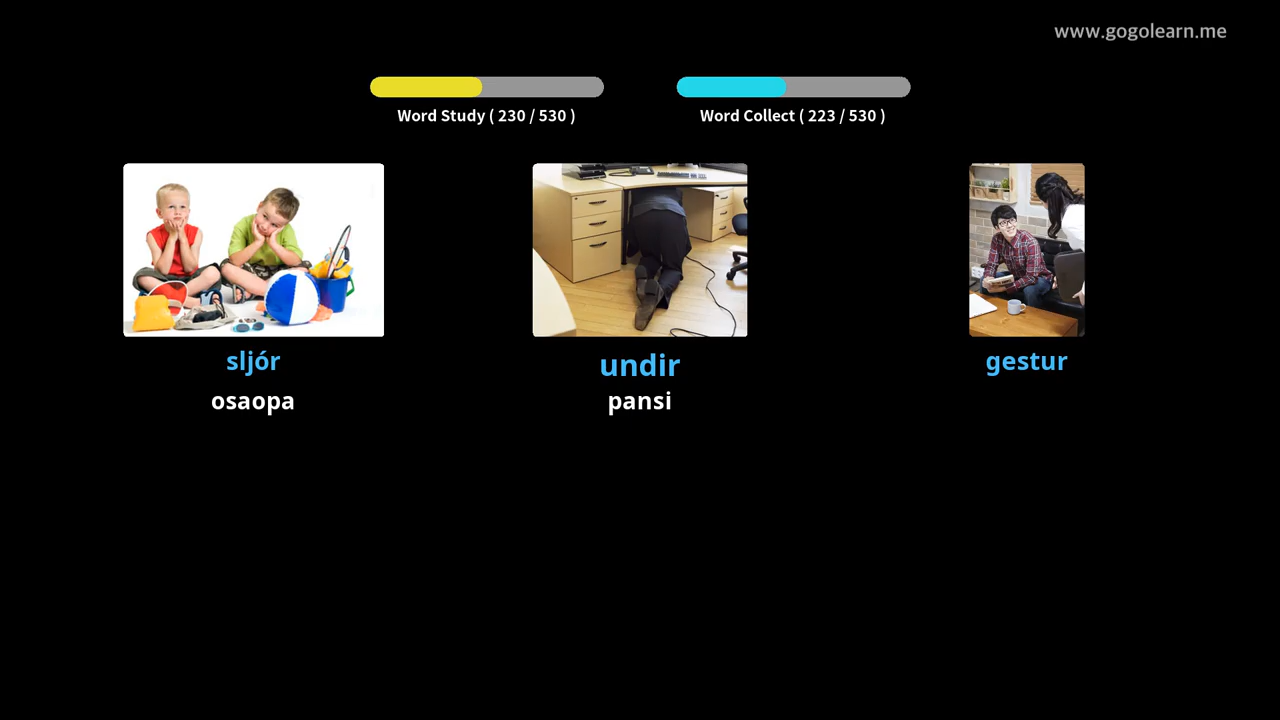 www.gogolearn.me
Word Study ( 230 / 530 )
Word Collect ( 223 / 530 )
sljór
undir
gestur
osaopa
pansi